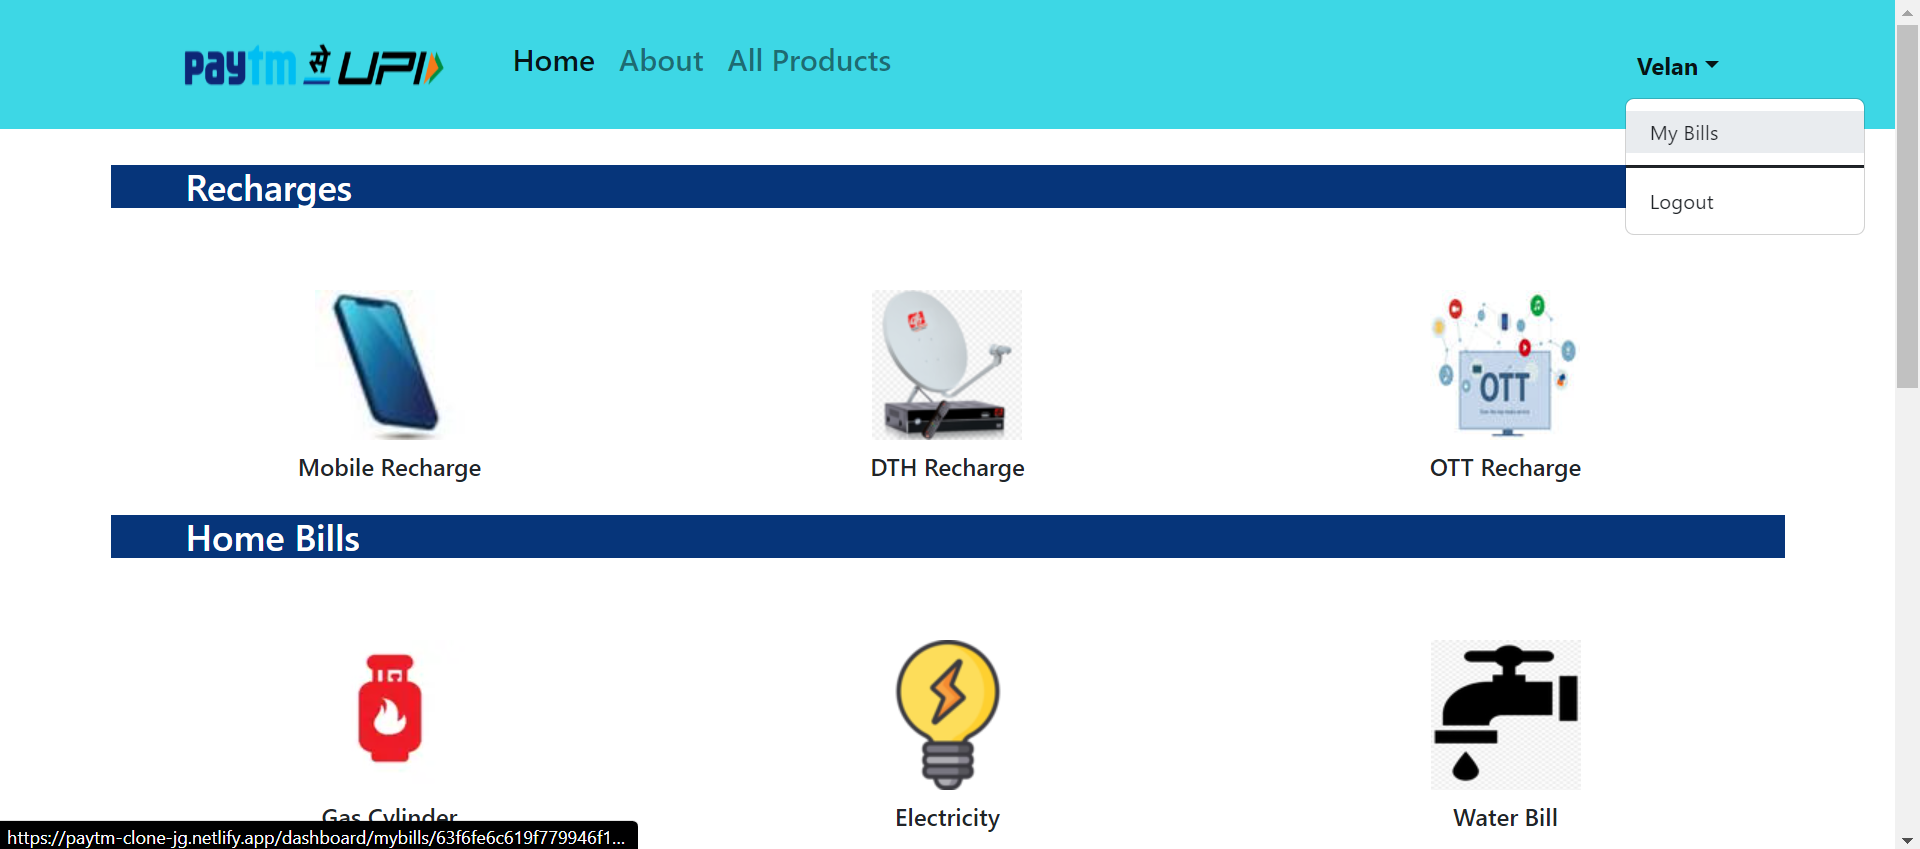 paytm से UPI
Home About All Products
Velan
My Bills
Logout
Recharges
OTT
Mobile Recharge
DTH Recharge
OTT Recharge
Home Bills
Gas Cylinder
Electricity
Water Bill
https://paytm-clone-jg.netlify.app/dashboard/mybills/63f6fe6c619f779946f1...